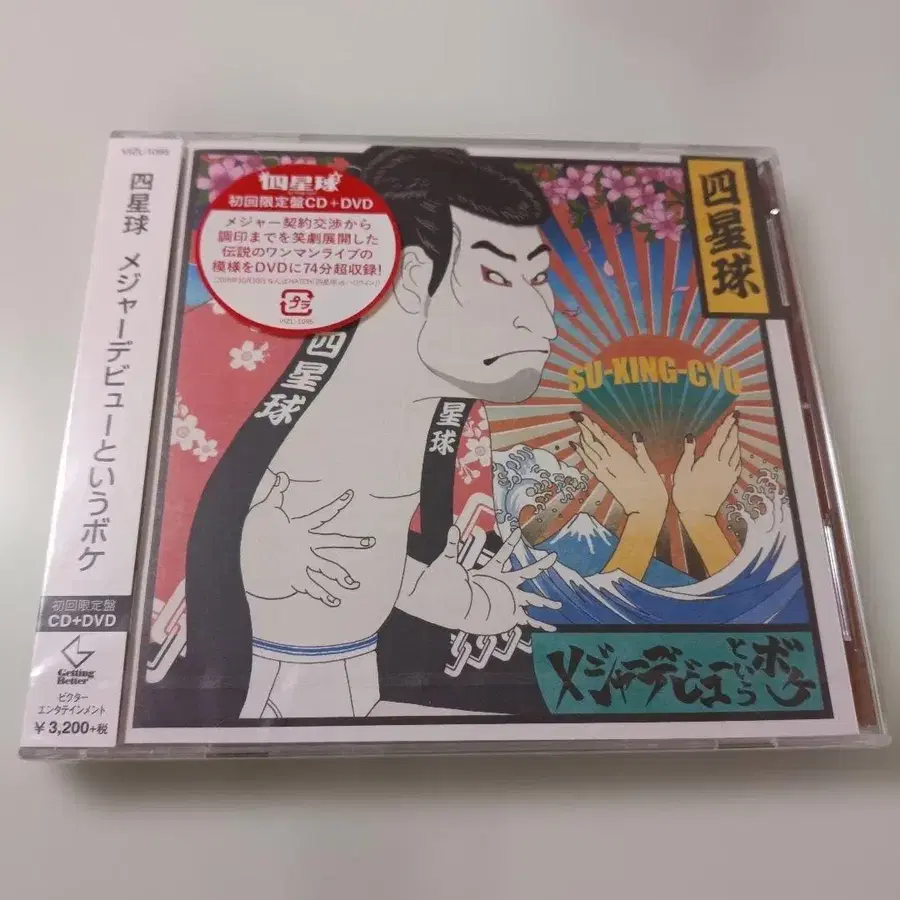 VIZL-1095
四星球 メジャーデビューというボケ
初回限定盤
CD+DVD
Getting
Better
ビクター
エンタテインメント
¥3,200+税
四星球
初回限定盤CD+DVD
メジャー契約交渉から
調印までを笑劇展開した
伝説のワンマンライブの
模様をDVDに74分超収録!
プラ
VIZL-1095
四星球
星球
四星球
SU-XING-CYU
メジャーデビューというボケ